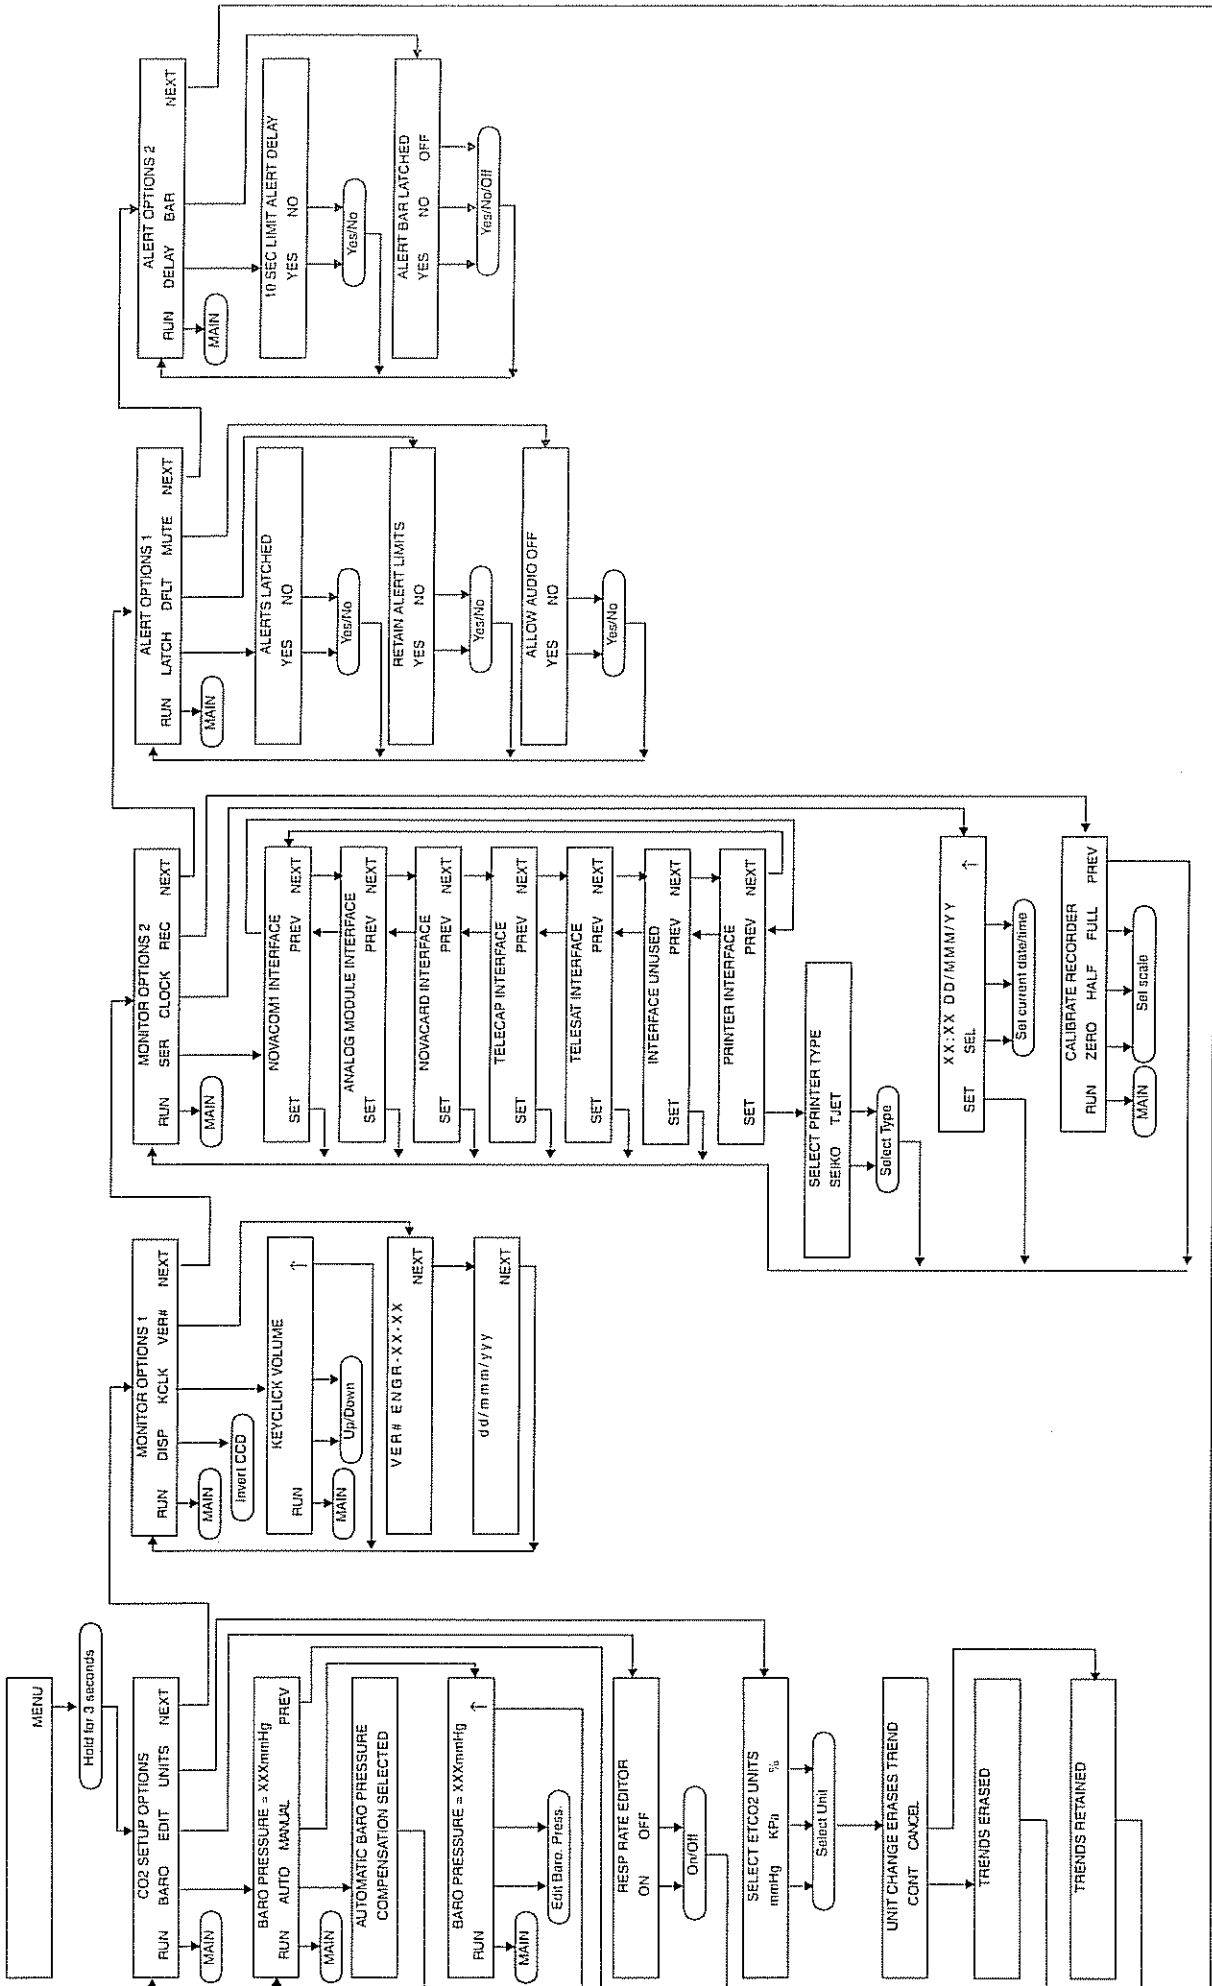 MENU
Hold for 3 seconds
CO2 SETUP OPTIONS
RUN BARO EDIT UNITS NEXT
MAIN
BARO PRESSURE = XXXmmHg
RUN AUTO MANUAL PREV
MAIN
AUTOMATIC BARO PRESSURE
COMPENSATION SELECTED
BARO PRESSURE = XXXmmHg
RUN ↑
MAIN
Edit Baro. Press.
RESP RATE EDITOR
ON OFF
On/Off
SELECT ETCO2 UNITS
mmHg KPa %
Select Unit
UNIT CHANGE ERASES TREND
CONT CANCEL
TRENDS ERASED
TRENDS RETAINED
MONITOR OPTIONS 1
RUN DISP KCLK VER# NEXT
MAIN
Invert CCD
KEYCLICK VOLUME
RUN ↑
MAIN
Up/Down
VER# ENGR-XX-XX
NEXT
dd/mmm/yyy
NEXT
MONITOR OPTIONS 2
RUN SER CLOCK REC NEXT
MAIN
NOVACOM1 INTERFACE
SET PREV NEXT
ANALOG MODULE INTERFACE
SET PREV NEXT
NOVACARD INTERFACE
SET PREV NEXT
TELECAP INTERFACE
SET PREV NEXT
TELESAT INTERFACE
SET PREV NEXT
INTERFACE UNUSED
SET PREV NEXT
PRINTER INTERFACE
SET PREV NEXT
SELECT PRINTER TYPE
SEIKO TJET
Select Type
XX:XX DD/MMM/YY
SET SEL ↑
Set current date/time
CALIBRATE RECORDER
RUN ZERO HALF FULL PREV
MAIN
Set scale
ALERT OPTIONS 1
RUN LATCH DFLT MUTE NEXT
MAIN
ALERTS LATCHED
YES NO
Yes/No
RETAIN ALERT LIMITS
YES NO
Yes/No
ALLOW AUDIO OFF
YES NO
Yes/No
ALERT OPTIONS 2
RUN DELAY BAR NEXT
MAIN
10 SEC LIMIT ALERT DELAY
YES NO
Yes/No
ALERT BAR LATCHED
YES NO OFF
Yes/No/Off